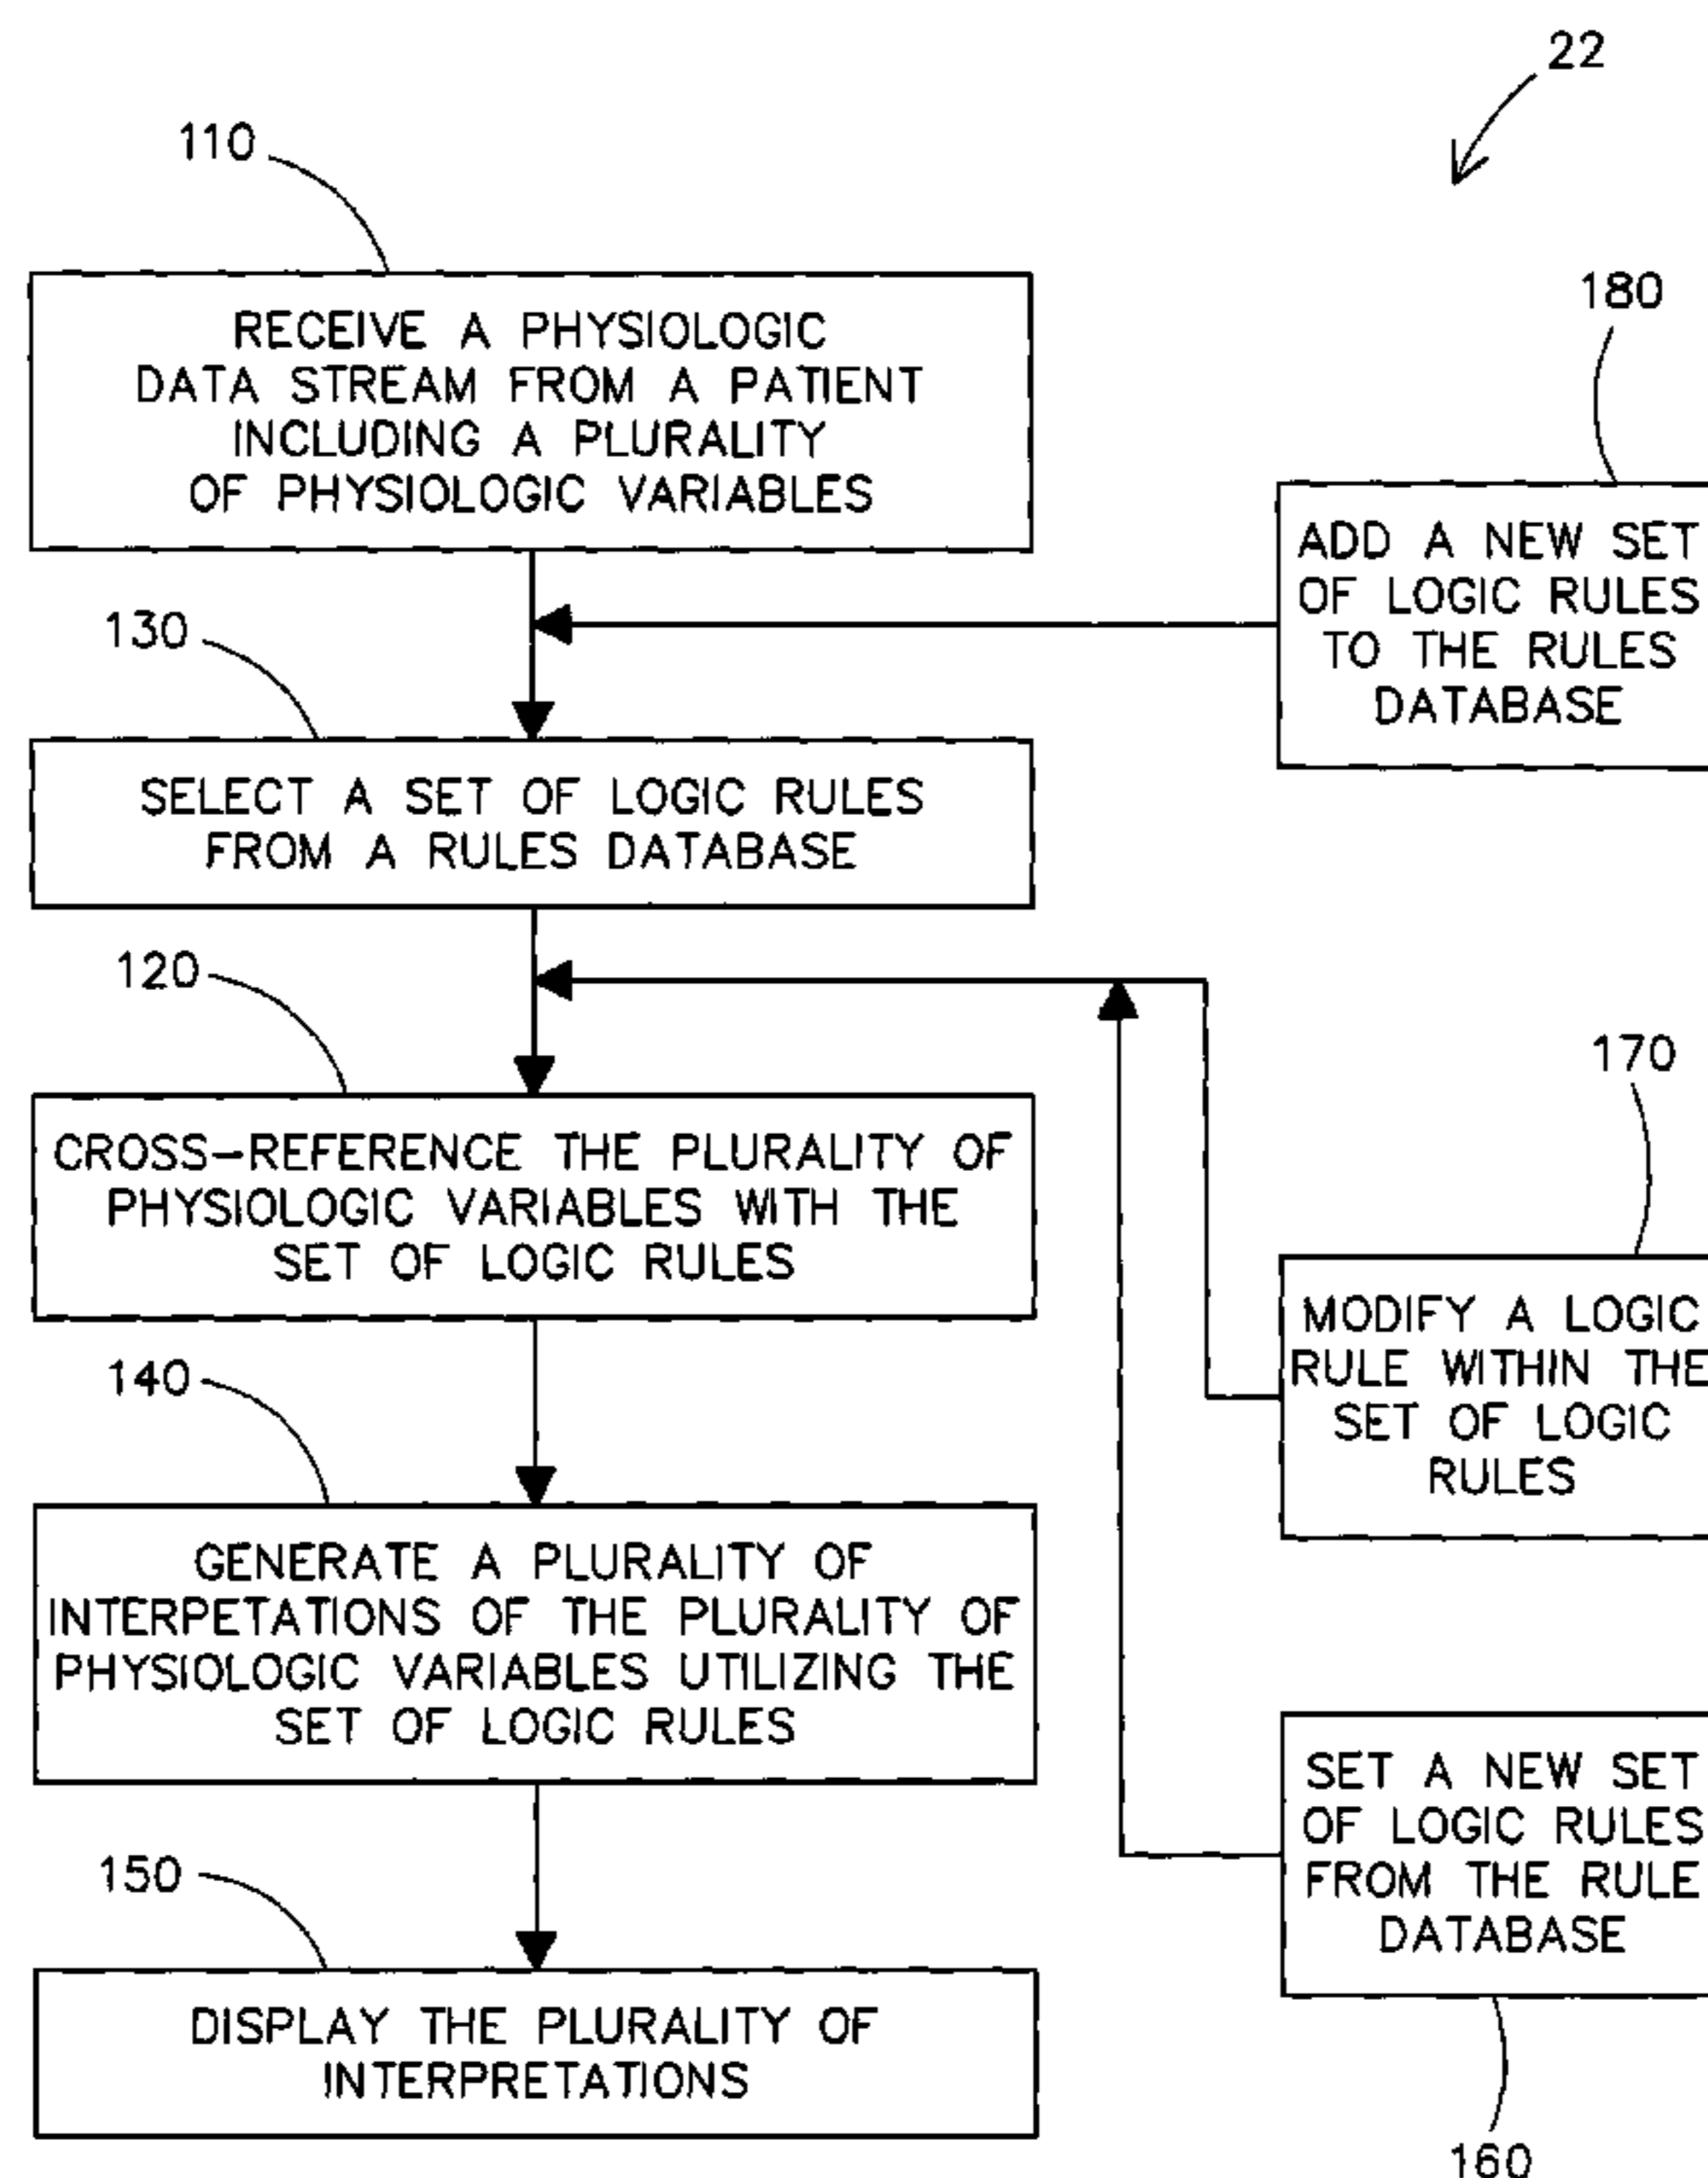 22
110
RECEIVE A PHYSIOLOGIC
DATA STREAM FROM A PATIENT
INCLUDING A PLURALITY
OF PHYSIOLOGIC VARIABLES
180
ADD A NEW SET
OF LOGIC RULES
TO THE RULES
DATABASE
130
SELECT A SET OF LOGIC RULES
FROM A RULES DATABASE
120
CROSS-REFERENCE THE PLURALITY OF
PHYSIOLOGIC VARIABLES WITH THE
SET OF LOGIC RULES
170
MODIFY A LOGIC
RULE WITHIN THE
SET OF LOGIC
RULES
140
GENERATE A PLURALITY OF
INTERPETATIONS OF THE PLURALITY OF
PHYSIOLOGIC VARIABLES UTILIZING THE
SET OF LOGIC RULES
SET A NEW SET
OF LOGIC RULES
FROM THE RULE
DATABASE
160
150
DISPLAY THE PLURALITY OF
INTERPRETATIONS